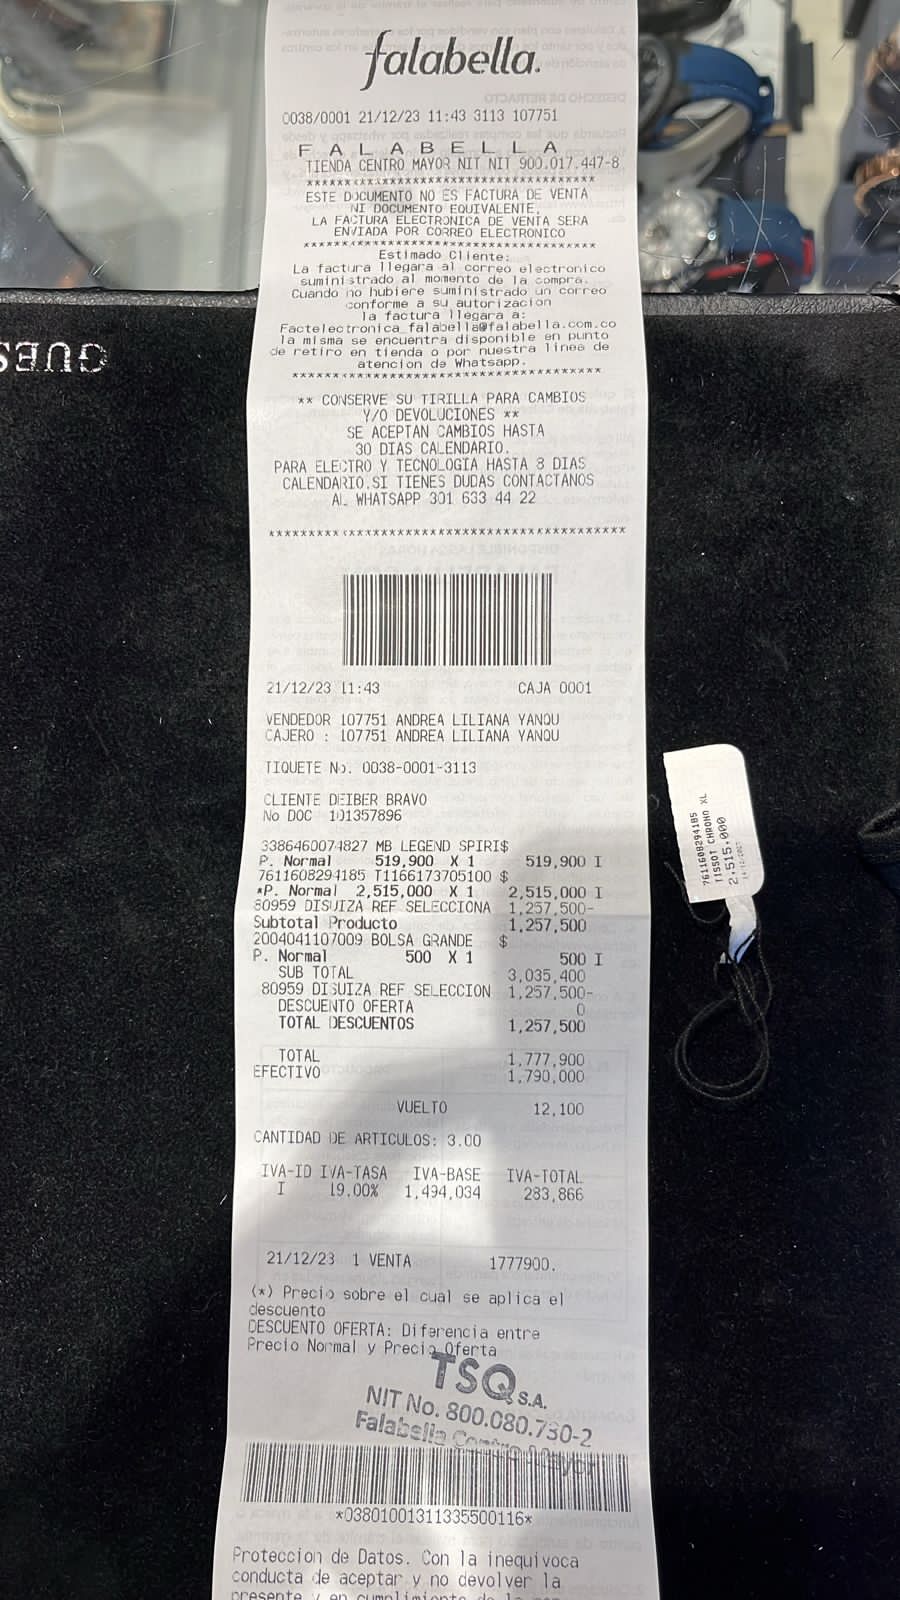 falabella.
0038/0001 21/12/23 11:43 3113 107751
F A L A B E L L A
TIENDA CENTRO MAYOR NIT NIT 900.017.447-8
****************************************
ESTE DOCUMENTO NO ES FACTURA DE VENTA
NI DOCUMENTO EQUIVALENTE,
LA FACTURA ELECTRONICA DE VENTA SERA
ENVIADA POR CORREO ELECTRONICO
****************************************
Estimado Cliente:
La factura llegara al correo electronico
suministrado al momento de la compra.
Cuando no hubiere suministrado un correo
conforme a su autorizacion
la factura llegara a:
Factelectronica_falabella@falabella.com.co
la misma se encuentra disponible en punto
de retiro en tienda o por nuestra linea de
atencion de Whatsapp.
******************************************
** CONSERVE SU TIRILLA PARA CAMBIOS
Y/O DEVOLUCIONES **
SE ACEPTAN CAMBIOS HASTA
30 DIAS CALENDARIO.
PARA ELECTRO Y TECNOLOGIA HASTA 8 DIAS
CALENDARIO.SI TIENES DUDAS CONTACTANOS
AL WHATSAPP 301 633 44 22
******************************************
21/12/23 11:43 CAJA 0001
VENDEDOR 107751 ANDREA LILIANA YANQU
CAJERO : 107751 ANDREA LILIANA YANQU
TIQUETE No. 0038-0001-3113
CLIENTE DEIBER BRAVO
No DOC 101357896
3386460074827 MB LEGEND SPIRI$
P. Normal 519,900 X 1 519,900 I
7611608294185 T1166173705100 $
*P. Normal 2,515,000 X 1 2,515,000 I
80959 DISUIZA REF SELECCIONA 1,257,500-
Subtotal Producto 1,257,500
2004041107009 BOLSA GRANDE $
P. Normal 500 X 1 500 I
SUB TOTAL 3,035,400
80959 DISUIZA REF SELECCION 1,257,500-
DESCUENTO OFERTA 0
TOTAL DESCUENTOS 1,257,500
TOTAL 1,777,900
EFECTIVO 1,790,000
VUELTO 12,100
CANTIDAD DE ARTICULOS: 3.00
IVA-ID IVA-TASA IVA-BASE IVA-TOTAL
I 19.00% 1,494,034 283,866
21/12/23 1 VENTA 1777900.
(*) Precio sobre el cual se aplica el
descuento
DESCUENTO OFERTA: Diferencia entre
Precio Normal y Precio Oferta
TSQ S.A.
NIT No. 800.080.730-2
Falabella Centro Mayor
*03801001311335500116*
Proteccion de Datos. Con la inequivoca
conducta de aceptar y no devolver la
presente y en cumplimiento de la
GUES
7611608294185
TISSOT CHRONO XL
2,515,000